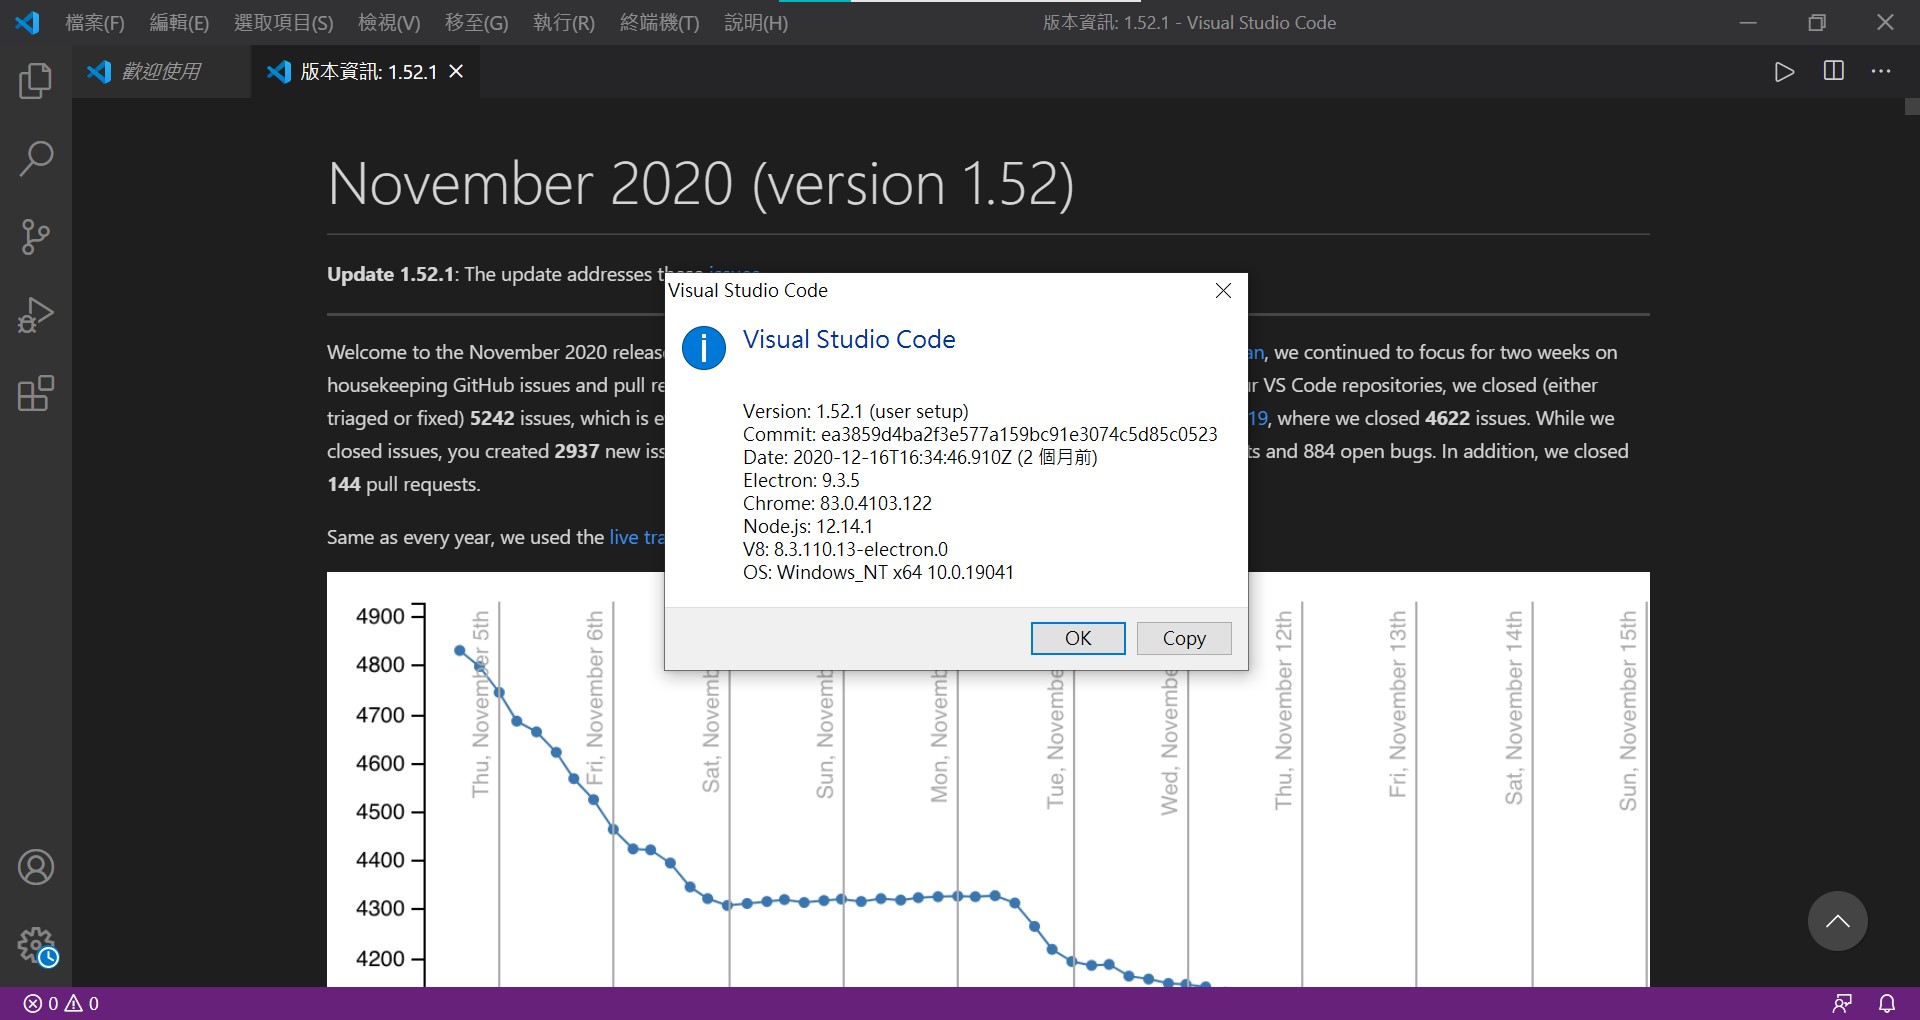 檔案(F) 編輯(E) 選取項目(S) 檢視(V) 移至(G) 執行(R) 終端機(T) 說明(H)
版本資訊: 1.52.1 - Visual Studio Code
歡迎使用
版本資訊: 1.52.1
November 2020 (version 1.52)
Update 1.52.1: The update addresses these issues
Welcome to the November 2020 releas
an, we continued to focus for two weeks on
housekeeping GitHub issues and pull re
ur VS Code repositories, we closed (either
triaged or fixed) 5242 issues, which is e
19, where we closed 4622 issues. While we
closed issues, you created 2937 new iss
ts and 884 open bugs. In addition, we closed
144 pull requests.
Same as every year, we used the live tra
Visual Studio Code
Visual Studio Code
Version: 1.52.1 (user setup)
Commit: ea3859d4ba2f3e577a159bc91e3074c5d85c0523
Date: 2020-12-16T16:34:46.910Z (2 個月前)
Electron: 9.3.5
Chrome: 83.0.4103.122
Node.js: 12.14.1
V8: 8.3.110.13-electron.0
OS: Windows_NT x64 10.0.19041
OK
Copy
4900
4800
4700
4600
4500
4400
4300
4200
Thu, November 5th
Fri, November 6th
Sat, Novemb
Sun, Novemb
Mon, Novemb
Tue, Novembe
Wed, Novembe
Thu, November 12th
Fri, November 13th
Sat, November 14th
Sun, November 15th
0 0